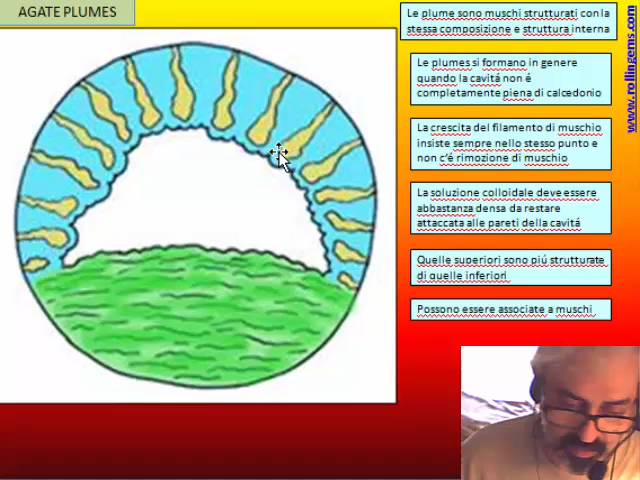 AGATE PLUMES
Le plume sono muschi strutturati con la
stessa composizione e struttura interna
Le plumes si formano in genere
quando la cavitá non é
completamente piena di calcedonio
La crescita del filamento di muschio
insiste sempre nello stesso punto e
non c'é rimozione di muschio
La soluzione colloidale deve essere
abbastanza densa da restare
attaccata alle pareti della cavitá
Quelle superiori sono piú strutturate
di quelle inferiori
Possono essere associate a muschi
www.rollingems.com